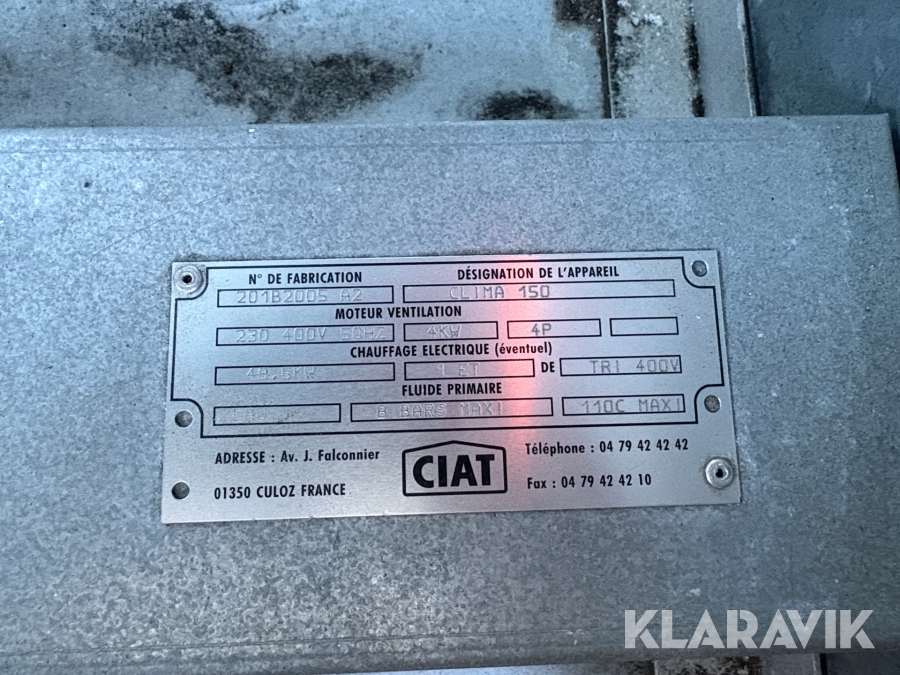 N° DE FABRICATION DÉSIGNATION DE L'APPAREIL
201B2005 A2 CLIMA 150
MOTEUR VENTILATION
230 400V 50HZ 4KW 4P
CHAUFFAGE ELECTRIQUE (éventuel)
1 ET DE TRI 400V
FLUIDE PRIMAIRE
8 BARS MAXI 110C MAXI
ADRESSE : Av. J. Falconnier CIAT Téléphone : 04 79 42 42 42
01350 CULOZ FRANCE Fax : 04 79 42 42 10
KLARAVIK